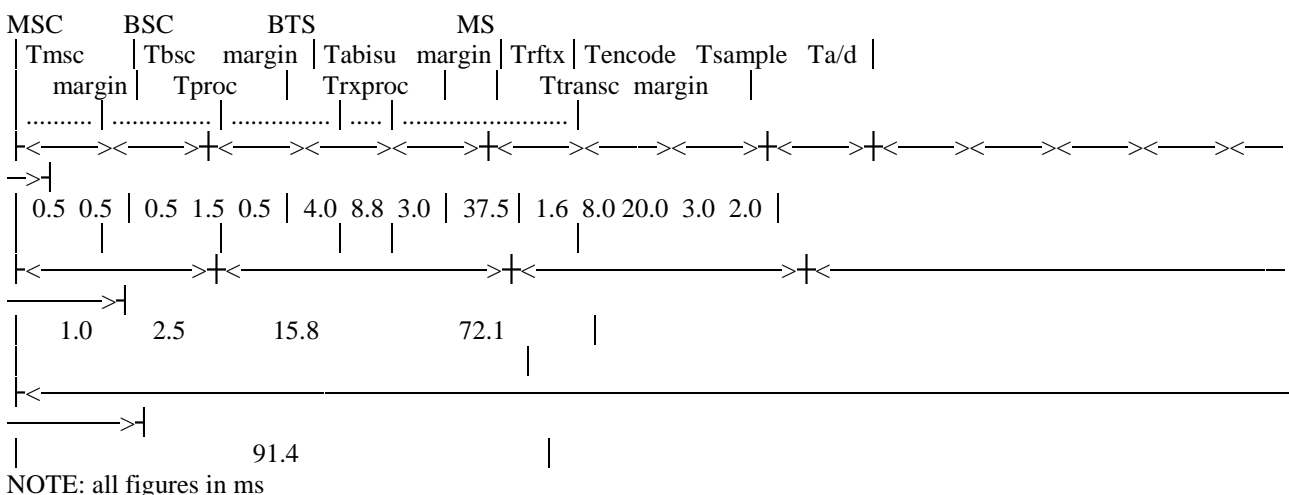 MSC BSC BTS MS
| Tmsc | Tbsc margin | Tabisu margin | Trftx | Tencode Tsample Ta/d |
| margin | Tproc | Trxproc | | Ttransc margin |
| .......... | ............... | ............... | ..... | ......................... |
├<———><———>┼<———><———><———>┼<———><———><———>┼<———>┼<———><———><———><———><——
—>┤
| 0.5 0.5 | 0.5 1.5 0.5 | 4.0 8.8 3.0 | 37.5 | 1.6 8.0 20.0 3.0 2.0 |
| | | | | |
├<————————>┼<—————————————>┼<—————————————>┼<——————————————————————
—————>┤
| 1.0 2.5 15.8 72.1 |
| |
├<——————————————————————————————————————————————————————————
——————>┤
| 91.4 |
NOTE: all figures in ms